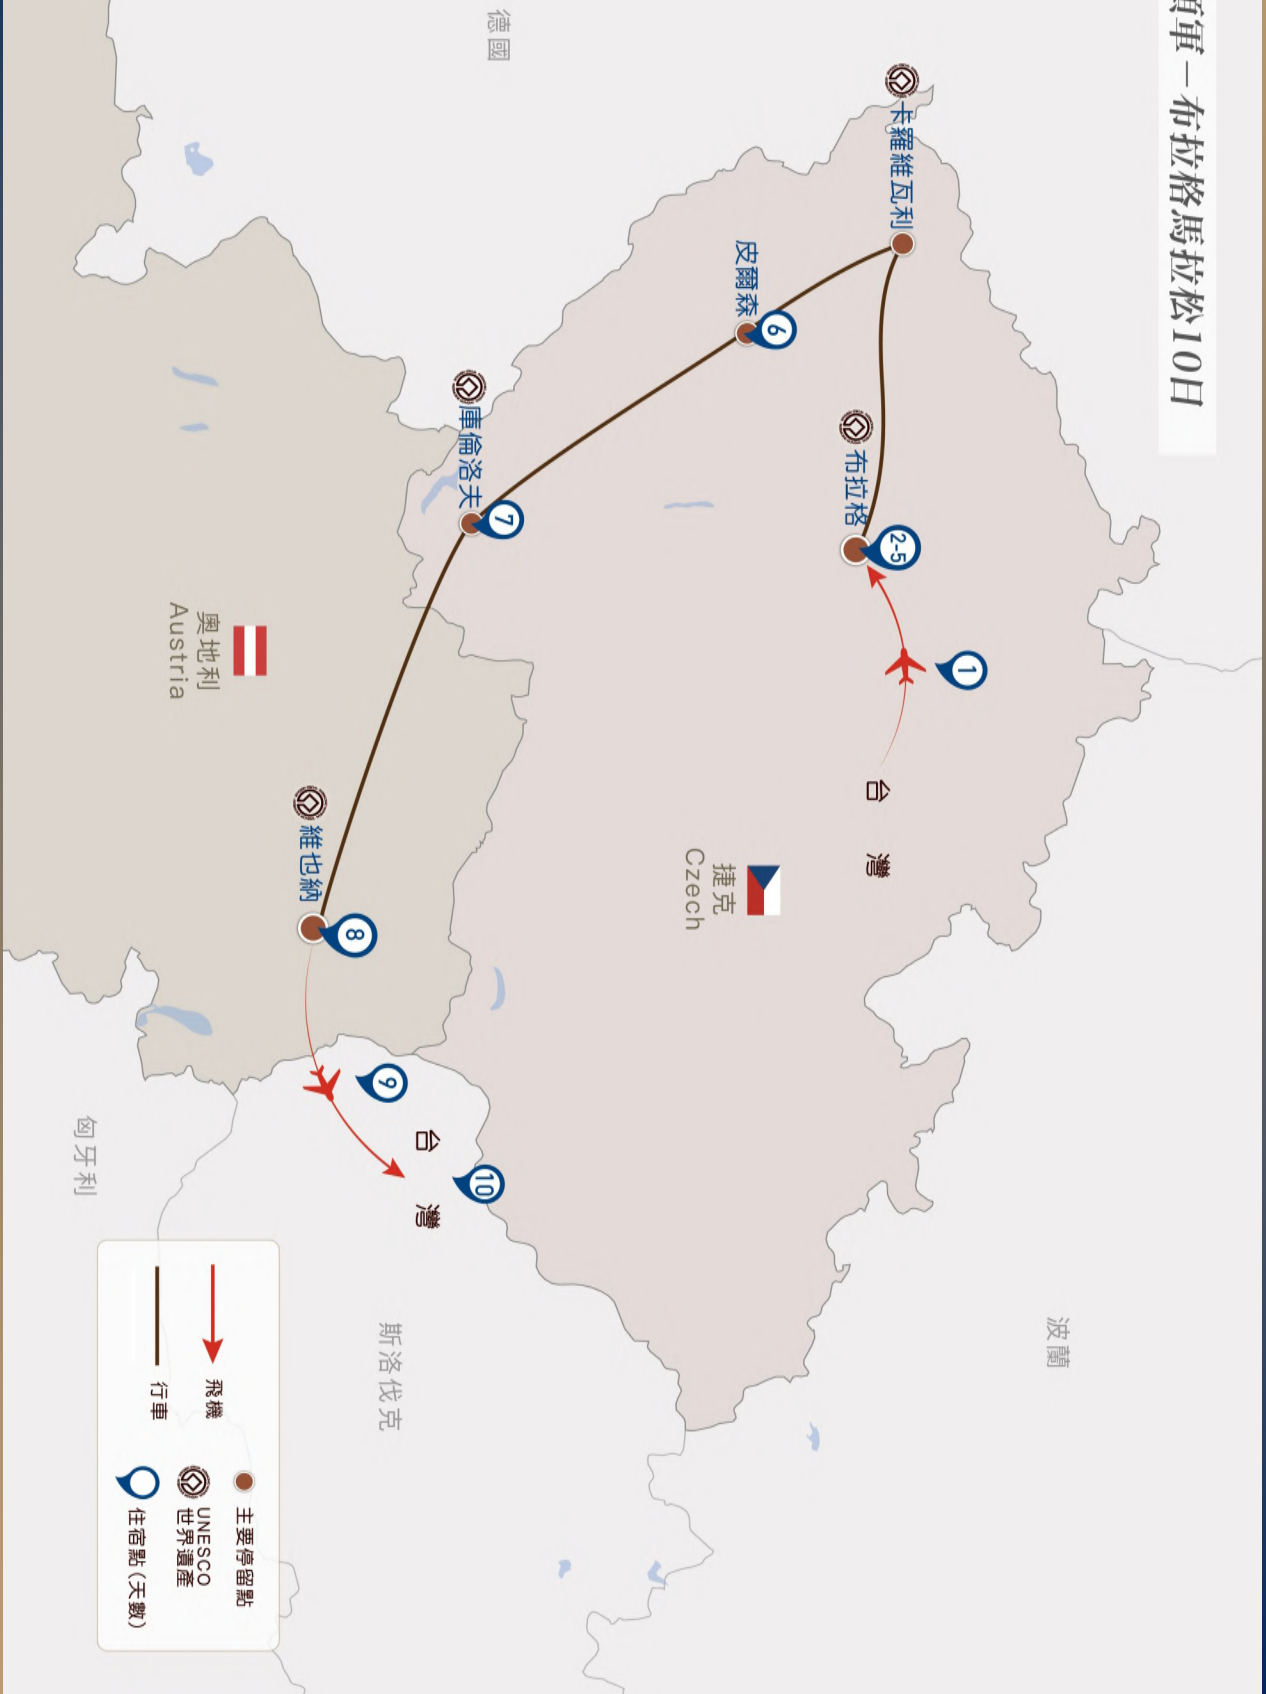 領軍－布拉格馬拉松10日
德國
波蘭
卡羅維瓦利
皮爾森
6
布拉格
2-5
1
台灣
捷克
Czech
庫倫洛夫
7
奧地利
Austria
維也納
8
9
台灣
10
斯洛伐克
匈牙利
飛機
行車
主要停留點
UNESCO
世界遺產
住宿點(天數)